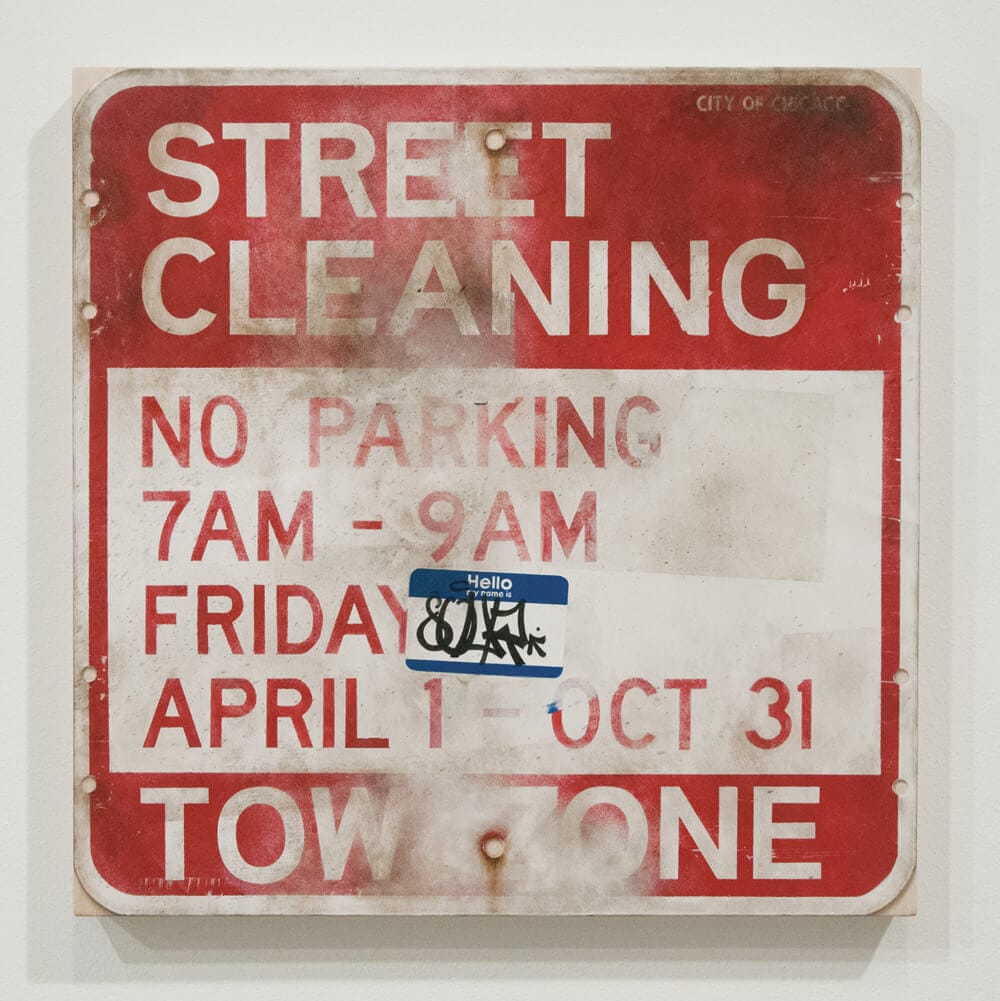 CITY OF CHICAGO
STREET
CLEANING
NO PARKING
7AM - 9AM
FRIDAY
Hello
my name is
APRIL 1 - OCT 31
TOW ZONE